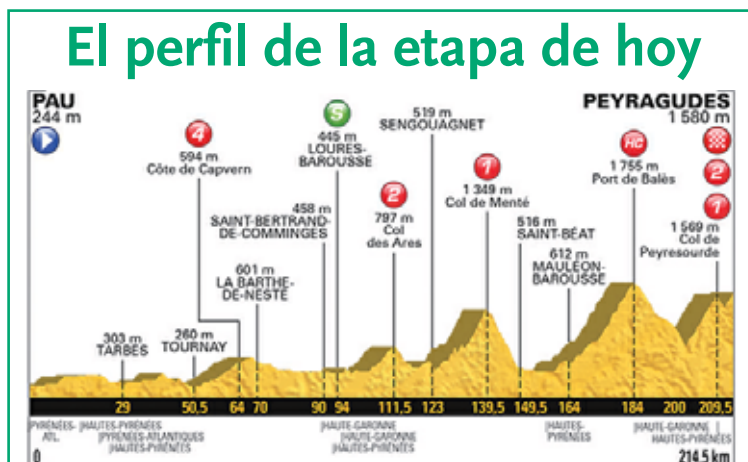 El perfil de la etapa de hoy
PAU
244 m
PEYRAGUDES
1 580 m
4
594 m
Côte de Capvern
S
445 m
LOURES-
BAROUSSE
519 m
SENGOUAGNET
HC
1 755 m
Port de Balès
2
1
1 569 m
Col de
Peyresourde
1
1 349 m
Col de Menté
2
797 m
Col
des Ares
458 m
SAINT-BERTRAND-
DE-COMMINGES
516 m
SAINT-BÉAT
612 m
MAULÉON-
BAROUSSE
601 m
LA BARTHE-
DE-NESTE
303 m
TARBES
260 m
TOURNAY
29 50,5 64 70 90 94 111,5 123 139,5 149,5 164 184 200 209,5
PYRÉNÉES-
ATL.
HAUTES-PYRÉNÉES
PYRÉNÉES-ATLANTIQUES
HAUTES-PYRÉNÉES
HAUTE-GARONNE
HAUTE-GARONNE
HAUTES-PYRÉNÉES
HAUTES-
PYRÉNÉES
HAUTE-GARONNE
HAUTES-PYRÉNÉES
0
214,5 km